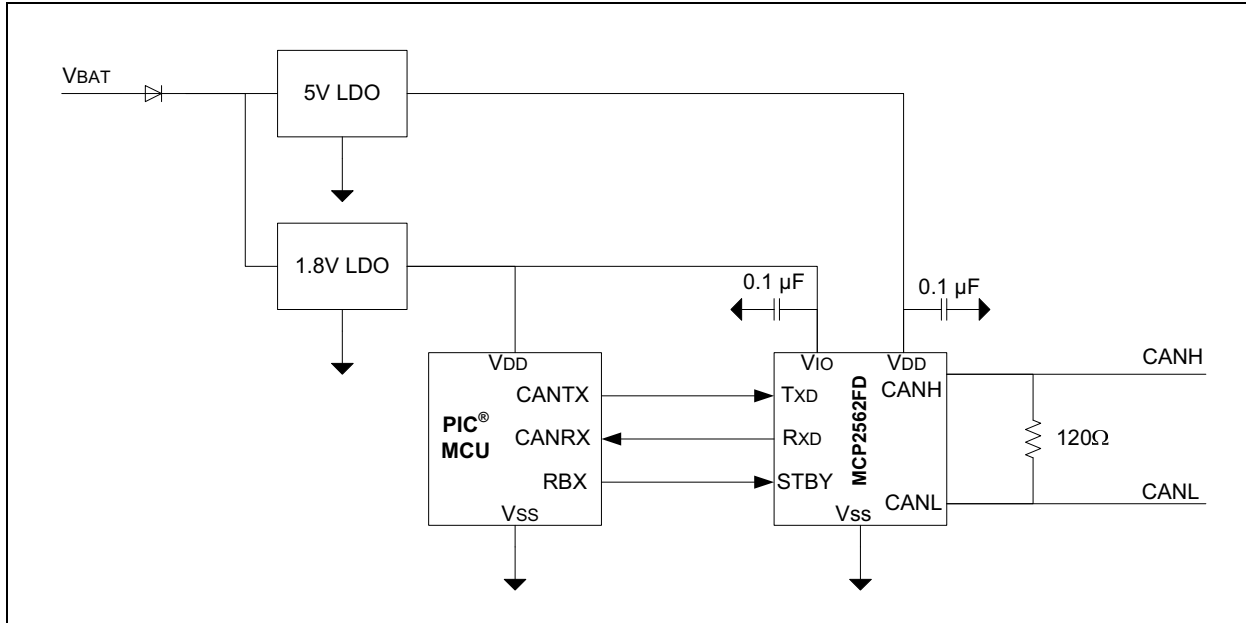 VBAT
5V LDO
1.8V LDO
0.1 µF
0.1 µF
VDD
CANTX
PIC®
MCU
CANRX
RBX
VSS
VIO
VDD
TXD
CANH
RXD
MCP2562FD
STBY
CANL
Vss
CANH
120Ω
CANL